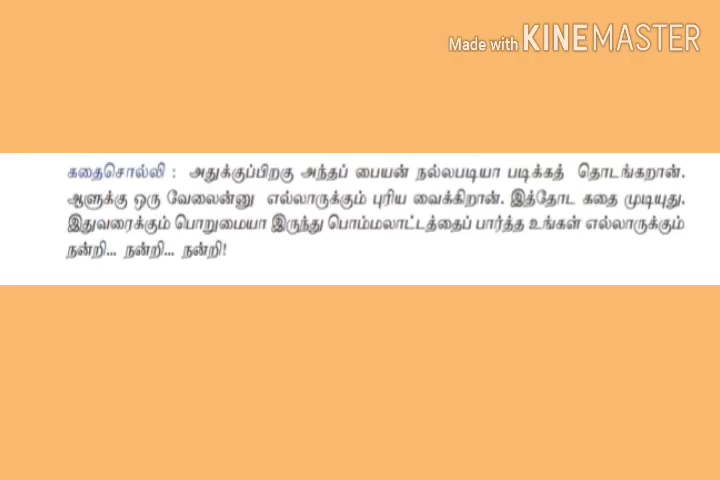 Made with KINEMASTER
கதைசொல்லி : அதுக்குப்பிறகு அந்தப் பையன் நல்லபடியா படிக்கத் தொடங்கறான்.
ஆளுக்கு ஒரு வேலைன்னு எல்லாருக்கும் புரிய வைக்கிறான். இத்தோட கதை முடியுது.
இதுவரைக்கும் பொறுமையா இருந்து பொம்மலாட்டத்தைப் பார்த்த உங்கள் எல்லாருக்கும்
நன்றி... நன்றி... நன்றி!